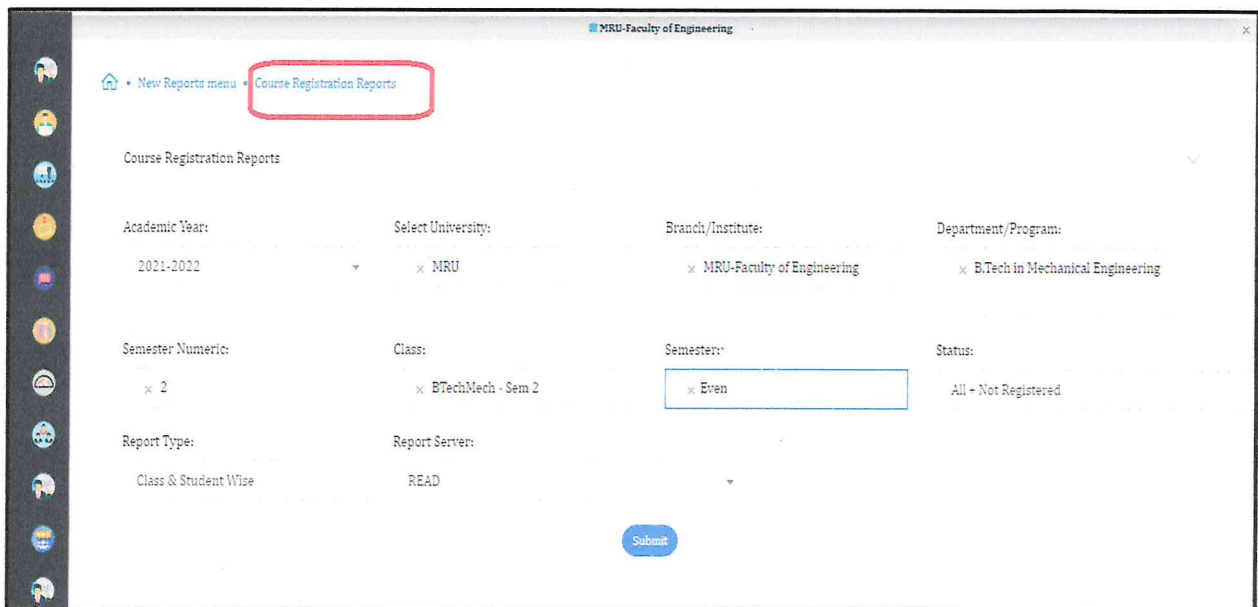 MRU-Faculty of Engineering
New Reports menu • Course Registration Reports
Course Registration Reports
Academic Year: Select University: Branch/Institute: Department/Program:
2021-2022 × MRU × MRU-Faculty of Engineering × B.Tech in Mechanical Engineering
Semester Numeric: Class: Semester:* Status:
× 2 × BTechMech - Sem 2 × Even All + Not Registered
Report Type: Report Server:
Class & Student Wise READ
Submit